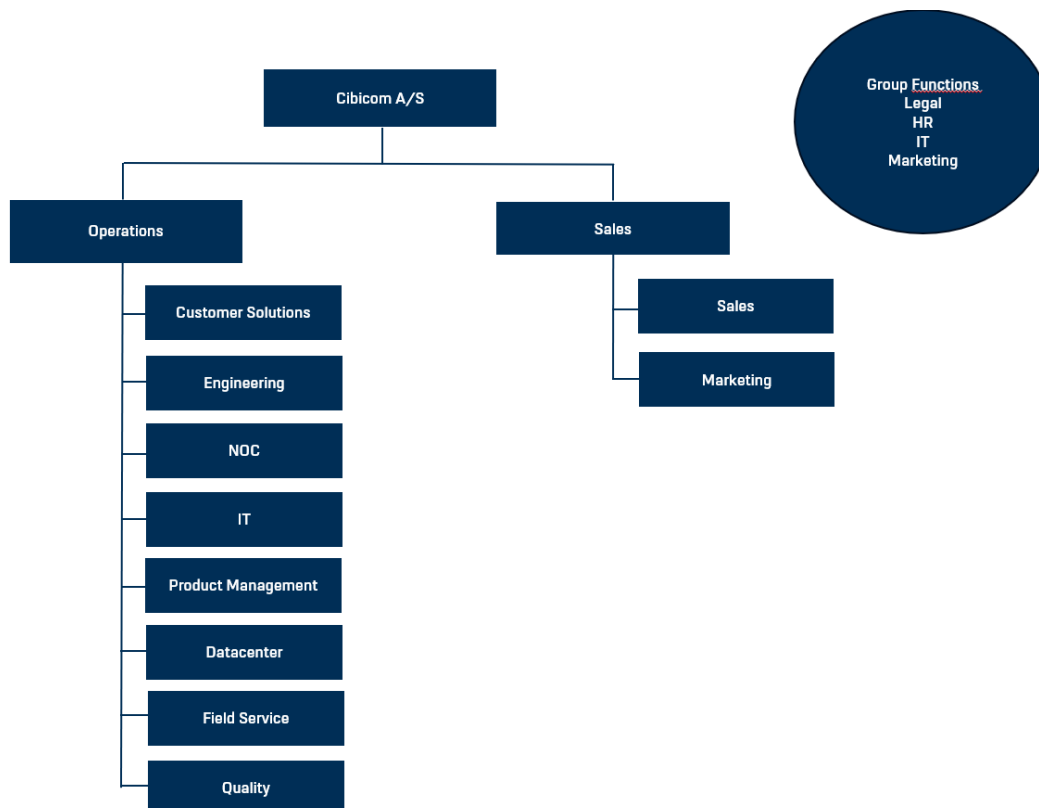 Cibicom A/S
Group Functions
Legal
HR
IT
Marketing
Operations
Sales
Customer Solutions
Engineering
NOC
IT
Product Management
Datacenter
Field Service
Quality
Sales
Marketing